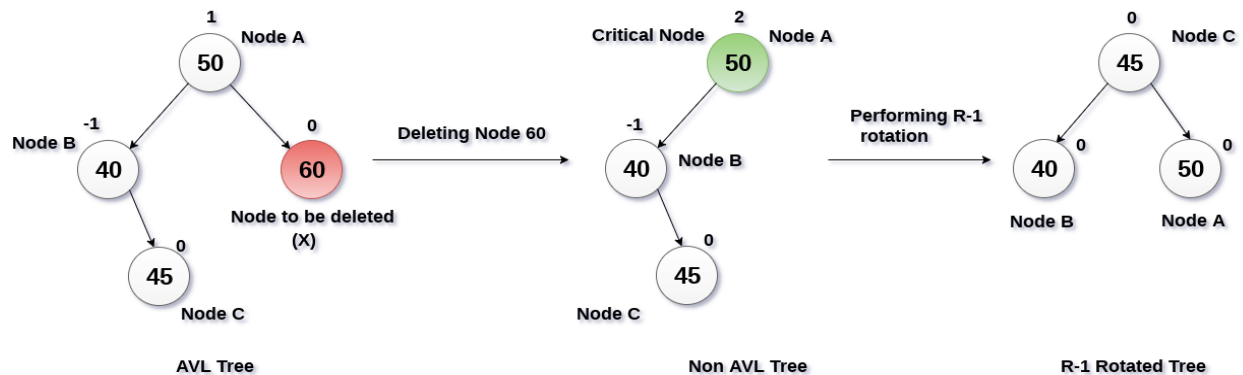 1
Node A
50
-1
Node B
40
0
60
Node to be deleted
(X)
0
45
Node C
AVL Tree
Deleting Node 60
2
Critical Node
Node A
50
-1
40
Node B
0
45
Node C
Non AVL Tree
Performing R-1
rotation
0
Node C
45
40
0
Node B
50
0
Node A
R-1 Rotated Tree